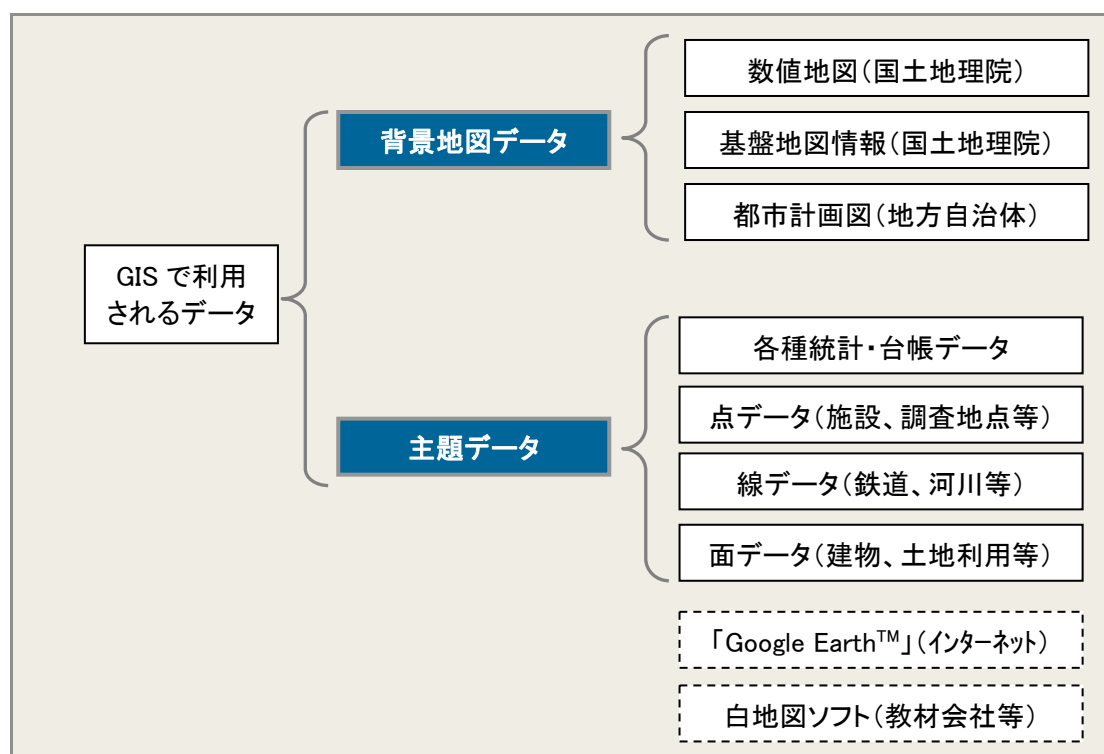 GIS で利用
されるデータ
背景地図データ
数値地図（国土地理院）
基盤地図情報（国土地理院）
都市計画図（地方自治体）
主題データ
各種統計・台帳データ
点データ（施設、調査地点等）
線データ（鉄道、河川等）
面データ（建物、土地利用等）
「Google Earth™」（インターネット）
白地図ソフト（教材会社等）